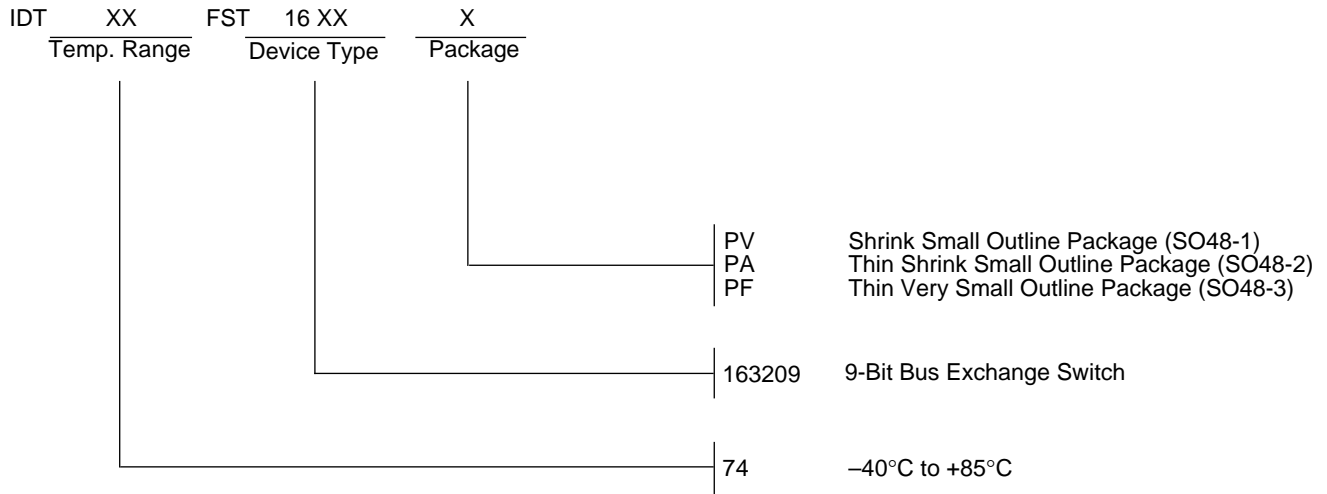 IDT XX FST 16 XX X
Temp. Range Device Type Package
PV Shrink Small Outline Package (SO48-1)
PA Thin Shrink Small Outline Package (SO48-2)
PF Thin Very Small Outline Package (SO48-3)
163209 9-Bit Bus Exchange Switch
74 –40°C to +85°C